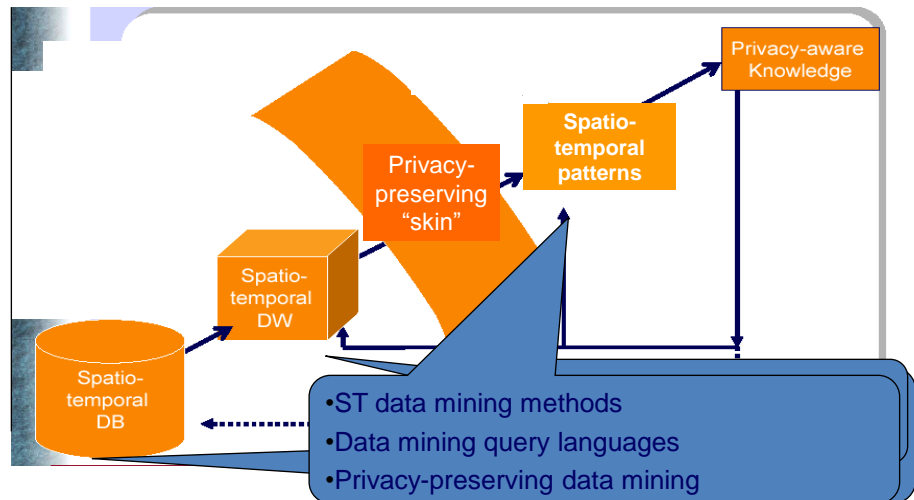 Privacy-aware
Knowledge
Spatio-
temporal
patterns
Privacy-
preserving
“skin”
Spatio-
temporal
DW
Spatio-
temporal
DB
•ST data mining methods
•Data mining query languages
•Privacy-preserving data mining